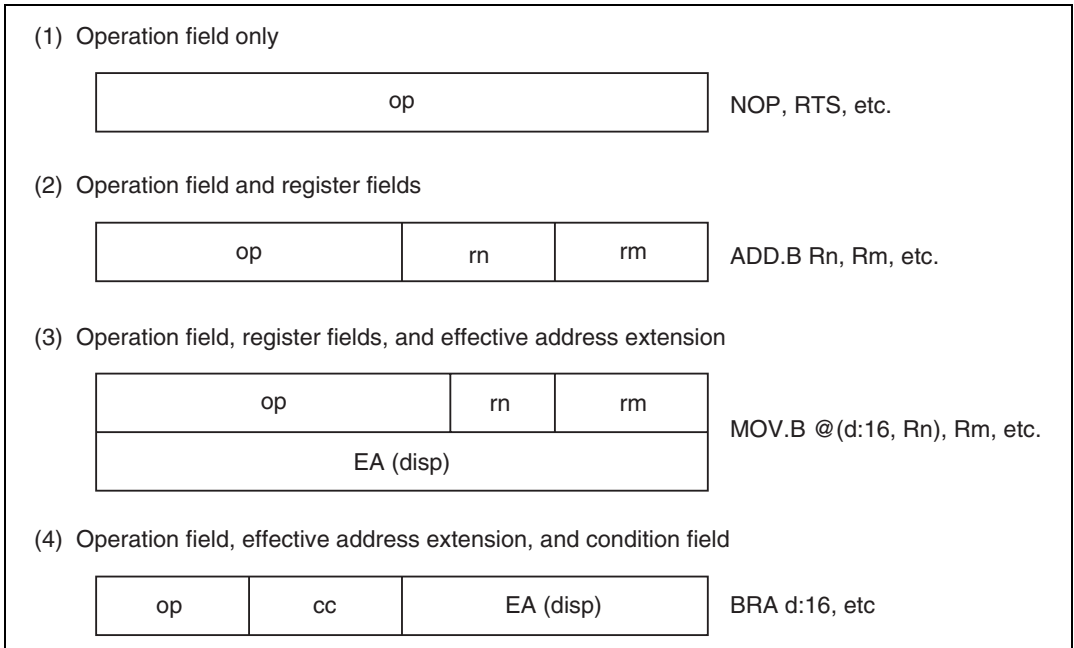 (1) Operation field only
op
NOP, RTS, etc.
(2) Operation field and register fields
op rn rm
ADD.B Rn, Rm, etc.
(3) Operation field, register fields, and effective address extension
op rn rm
EA (disp)
MOV.B @(d:16, Rn), Rm, etc.
(4) Operation field, effective address extension, and condition field
op cc EA (disp)
BRA d:16, etc